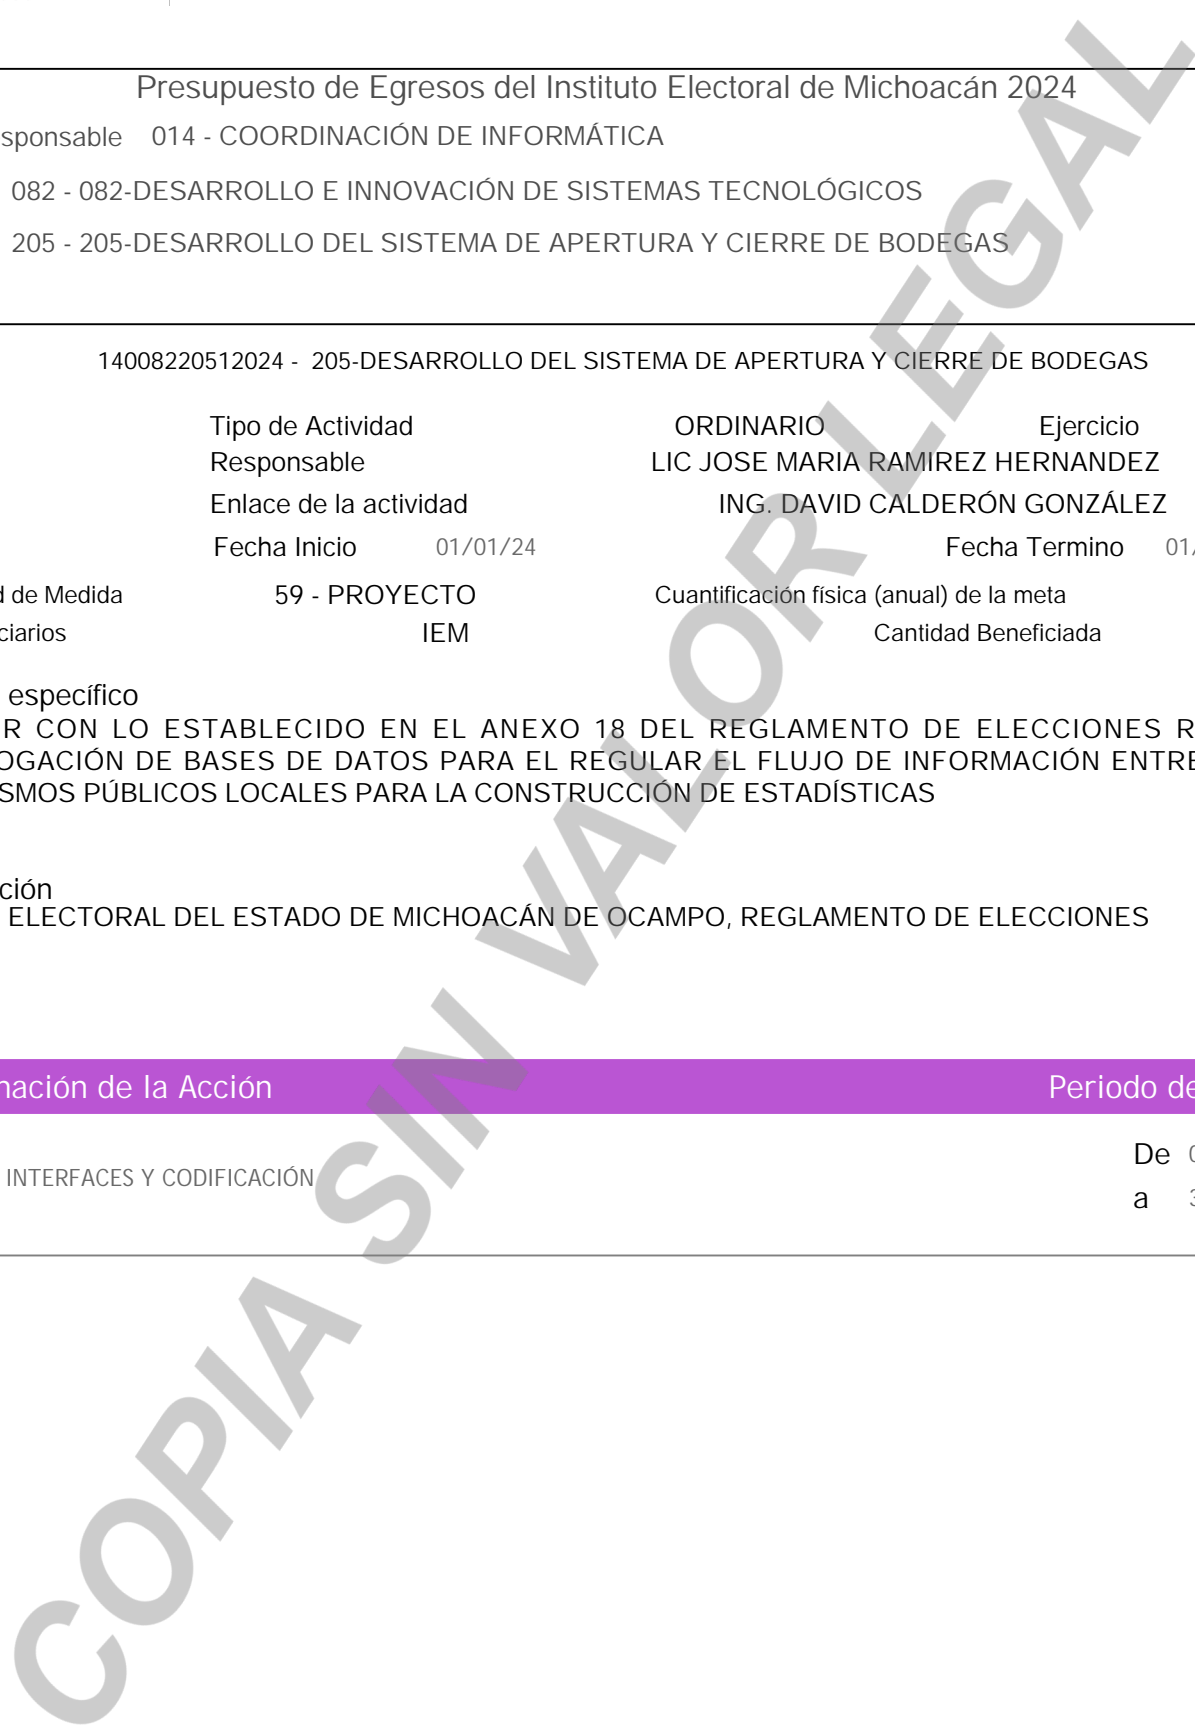 Presupuesto de Egresos del Instituto Electoral de Michoacán 2024
sponsable 014 - COORDINACIÓN DE INFORMÁTICA
082 - 082-DESARROLLO E INNOVACIÓN DE SISTEMAS TECNOLÓGICOS
205 - 205-DESARROLLO DEL SISTEMA DE APERTURA Y CIERRE DE BODEGAS
14008220512024 - 205-DESARROLLO DEL SISTEMA DE APERTURA Y CIERRE DE BODEGAS
Tipo de Actividad ORDINARIO Ejercicio
Responsable LIC JOSE MARIA RAMIREZ HERNANDEZ
Enlace de la actividad ING. DAVID CALDERÓN GONZÁLEZ
Fecha Inicio 01/01/24 Fecha Termino 01/
d de Medida 59 - PROYECTO Cuantificación física (anual) de la meta
ciarios IEM Cantidad Beneficiada
específico
R CON LO ESTABLECIDO EN EL ANEXO 18 DEL REGLAMENTO DE ELECCIONES R
OGACIÓN DE BASES DE DATOS PARA EL REGULAR EL FLUJO DE INFORMACIÓN ENTRE
SMOS PÚBLICOS LOCALES PARA LA CONSTRUCCIÓN DE ESTADÍSTICAS
ción
ELECTORAL DEL ESTADO DE MICHOACÁN DE OCAMPO, REGLAMENTO DE ELECCIONES
nación de la Acción Periodo de
INTERFACES Y CODIFICACIÓN
De
a
COPIA SIN VALOR LEGAL